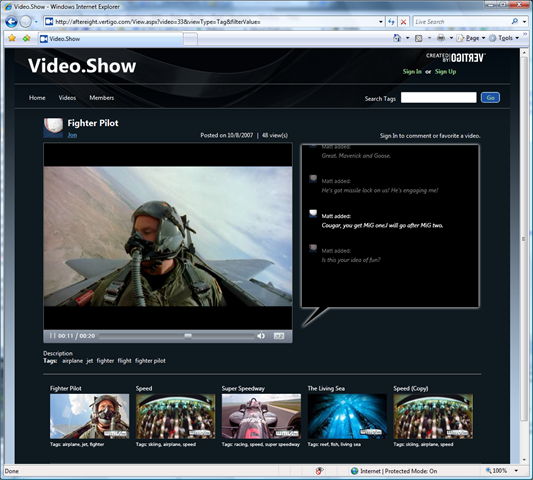 Video.Show - Windows Internet Explorer
http://aftereight.vertigo.com/View.aspx?video=33&viewType=Tag&filterValue=
Live Search
Video.Show
Page
Tools
CREATED BY: VERTIGO
Video.Show
Sign In or Sign Up
Home Videos Members
Search Tags
Go
Fighter Pilot
Jon
Posted on 10/8/2007 | 48 view(s)
Sign In to comment or favorite a video.
Matt added:
Great, Maverick and Goose.
Matt added:
He's got missile lock on us! He's engaging me!
Matt added:
Cougar, you get MiG one.I will go after MiG two.
Matt added:
Is this your idea of fun?
00:11 / 00:20
Description
Tags: airplane jet fighter flight fighter pilot
Fighter Pilot Speed Super Speedway The Living Sea Speed (Copy)
Tags: airplane, jet, fighter Tags: skiing, airplane, speed Tags: racing, speed, super speedway Tags: reef, fish, living sea Tags: skiing, airplane, speed
Done
Internet | Protected Mode: On
100%